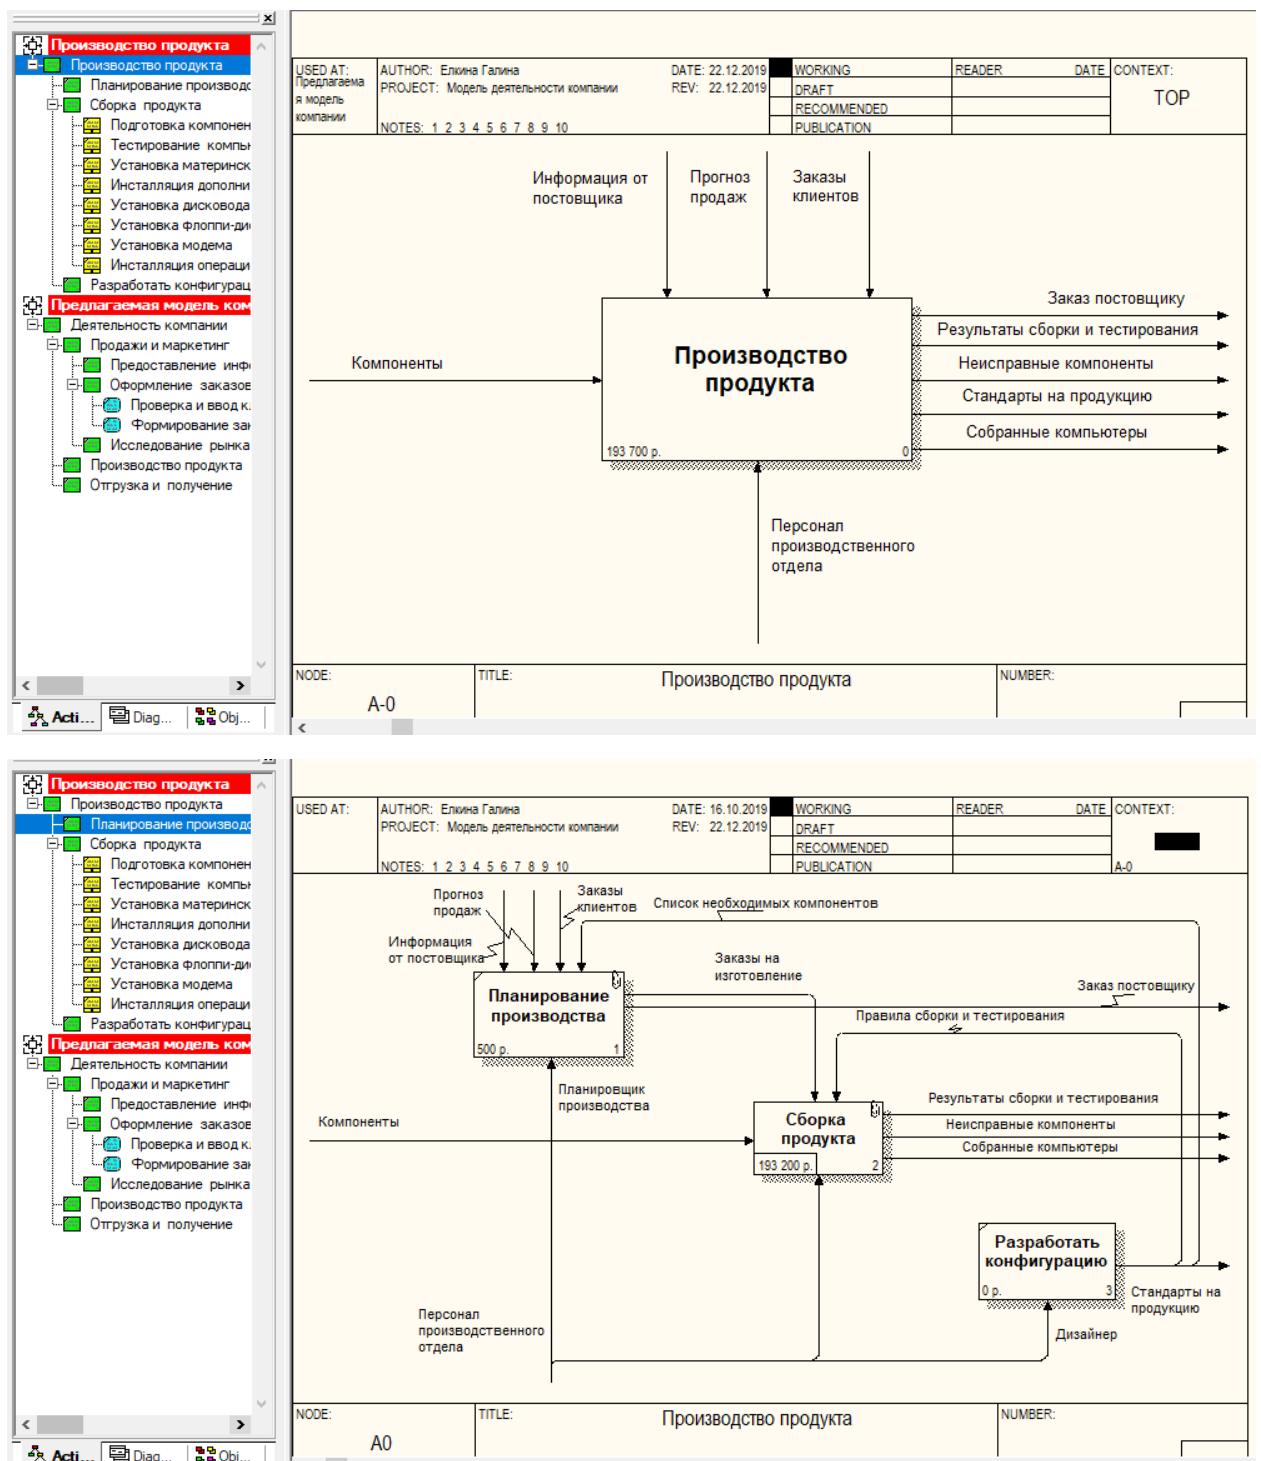 Производство продукта
Производство продукта
Планирование производс
Сборка продукта
Подготовка компонен
Тестирование компь
Установка материнск
Инсталляция дополни
Установка дисковода
Установка флоппи-ди
Установка модема
Инсталляция операци
Разработать конфигурац
Предлагаемая модель ком
Деятельность компании
Продажи и маркетинг
Предоставление инф
Оформление заказов
Проверка и ввод к
Формирование за
Исследование рынка
Производство продукта
Отгрузка и получение
Acti... Diag... Obj...
USED AT: AUTHOR: Елкина Галина DATE: 22.12.2019 WORKING READER DATE CONTEXT:
Предлагаема PROJECT: Модель деятельности компании REV: 22.12.2019 DRAFT TOP
я модель RECOMMENDED
компании NOTES: 1 2 3 4 5 6 7 8 9 10 PUBLICATION
Информация от Прогноз Заказы
постовщика продаж клиентов
Заказ постовщику
Результаты сборки и тестирования
Компоненты Производство Неисправные компоненты
продукта Стандарты на продукцию
Собранные компьютеры
193 700 р. 0
Персонал
производственного
отдела
NODE: TITLE: Производство продукта NUMBER:
A-0
Производство продукта
Производство продукта
Планирование производс
Сборка продукта
Подготовка компонен
Тестирование компь
Установка материнск
Инсталляция дополни
Установка дисковода
Установка флоппи-ди
Установка модема
Инсталляция операци
Разработать конфигурац
Предлагаемая модель ком
Деятельность компании
Продажи и маркетинг
Предоставление инф
Оформление заказов
Проверка и ввод к
Формирование за
Исследование рынка
Производство продукта
Отгрузка и получение
Acti... Diag... Obj...
USED AT: AUTHOR: Елкина Галина DATE: 16.10.2019 WORKING READER DATE CONTEXT:
PROJECT: Модель деятельности компании REV: 22.12.2019 DRAFT
RECOMMENDED
NOTES: 1 2 3 4 5 6 7 8 9 10 PUBLICATION A-0
Прогноз Заказы
продаж клиентов
Список необходимых компонентов
Информация
от постовщика
Заказы на
изготовление
Планирование
производства
500 р. 1
Заказ постовщику
Правила сборки и тестирования
Планировщик
производства
Компоненты
Сборка
продукта
193 200 р. 2
Результаты сборки и тестирования
Неисправные компоненты
Собранные компьютеры
Разработать
конфигурацию
0 р. 3
Стандарты на
продукцию
Персонал
производственного
отдела
Дизайнер
NODE: TITLE: Производство продукта NUMBER:
A0